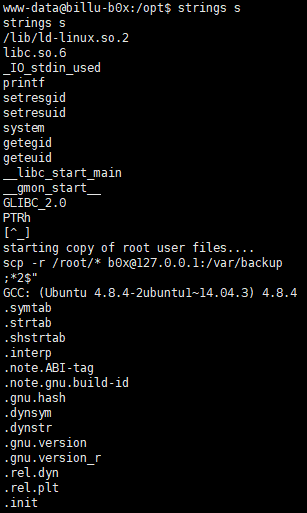 www-data@billu-b0x:/opt$ strings s
strings s
/lib/ld-linux.so.2
libc.so.6
_IO_stdin_used
printf
setresgid
setresuid
system
getegid
geteuid
__libc_start_main
__gmon_start__
GLIBC_2.0
PTRh
[^_]
starting copy of root user files....
scp -r /root/* b0x@127.0.0.1:/var/backup
;*2$"
GCC: (Ubuntu 4.8.4-2ubuntu1~14.04.3) 4.8.4
.symtab
.strtab
.shstrtab
.interp
.note.ABI-tag
.note.gnu.build-id
.gnu.hash
.dynsym
.dynstr
.gnu.version
.gnu.version_r
.rel.dyn
.rel.plt
.init